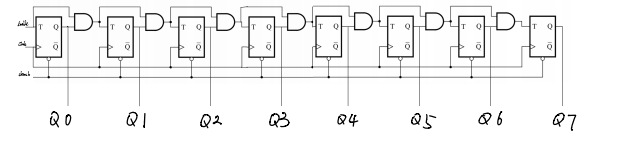 T Q T Q T Q T Q T Q T Q T Q T Q
Q̅ Q̅ Q̅ Q̅ Q̅ Q̅ Q̅ Q̅
Q0 Q1 Q2 Q3 Q4 Q5 Q6 Q7